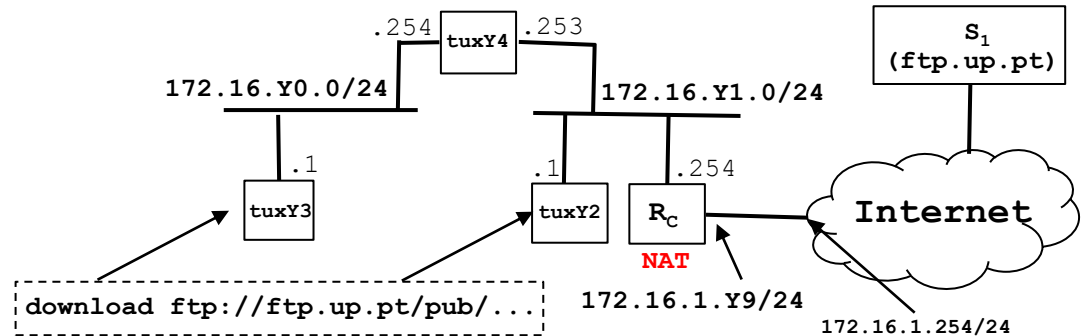 .254
tuxY4
.253
S1
(ftp.up.pt)
172.16.Y0.0/24
172.16.Y1.0/24
.1
.1
.254
tuxY3
tuxY2
RC
Internet
NAT
download ftp://ftp.up.pt/pub/...
172.16.1.Y9/24
172.16.1.254/24